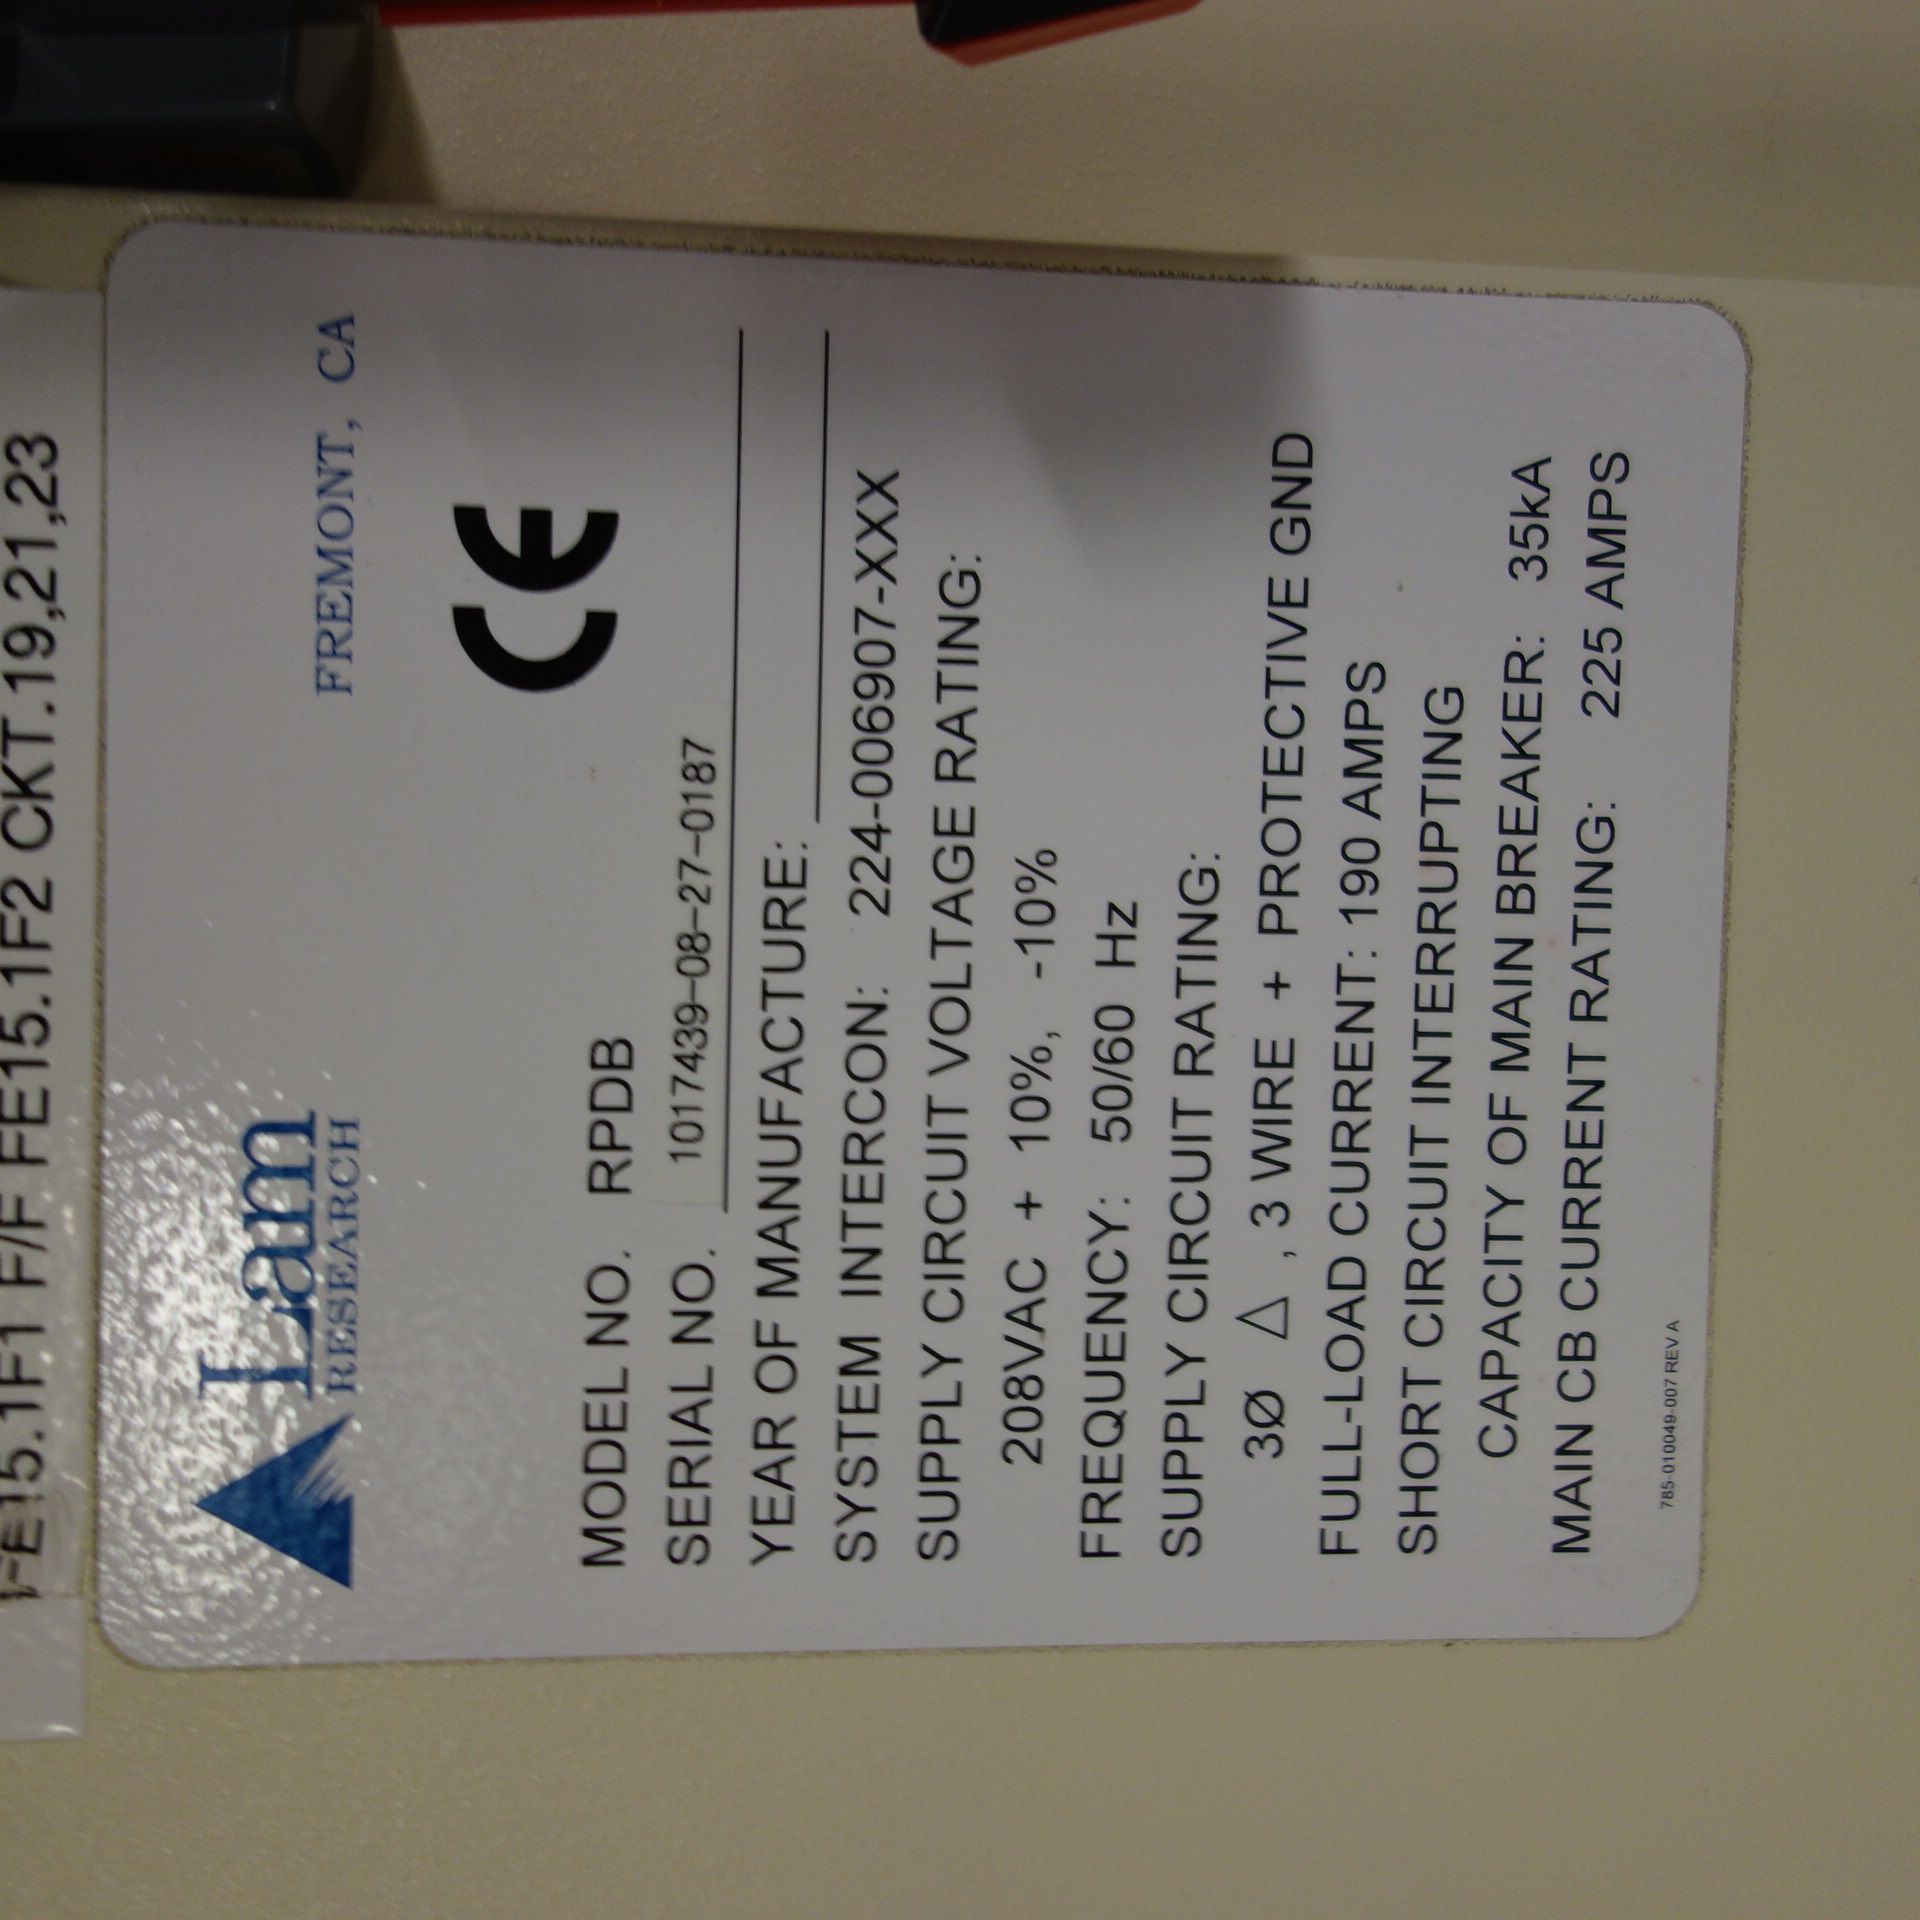 FE15.1F1 F/F FE15.1F2 CKT.19,21,23
Lam
RESEARCH
FREMONT, CA
CE
MODEL NO. RPDB
SERIAL NO. 1017439-08-27-0187
YEAR OF MANUFACTURE:
SYSTEM INTERCON: 224-006907-XXX
SUPPLY CIRCUIT VOLTAGE RATING:
208VAC + 10%, -10%
FREQUENCY: 50/60 Hz
SUPPLY CIRCUIT RATING:
3Ø △ , 3 WIRE + PROTECTIVE GND
FULL-LOAD CURRENT: 190 AMPS
SHORT CIRCUIT INTERRUPTING
CAPACITY OF MAIN BREAKER: 35kA
MAIN CB CURRENT RATING: 225 AMPS
785-010049-007 REV A